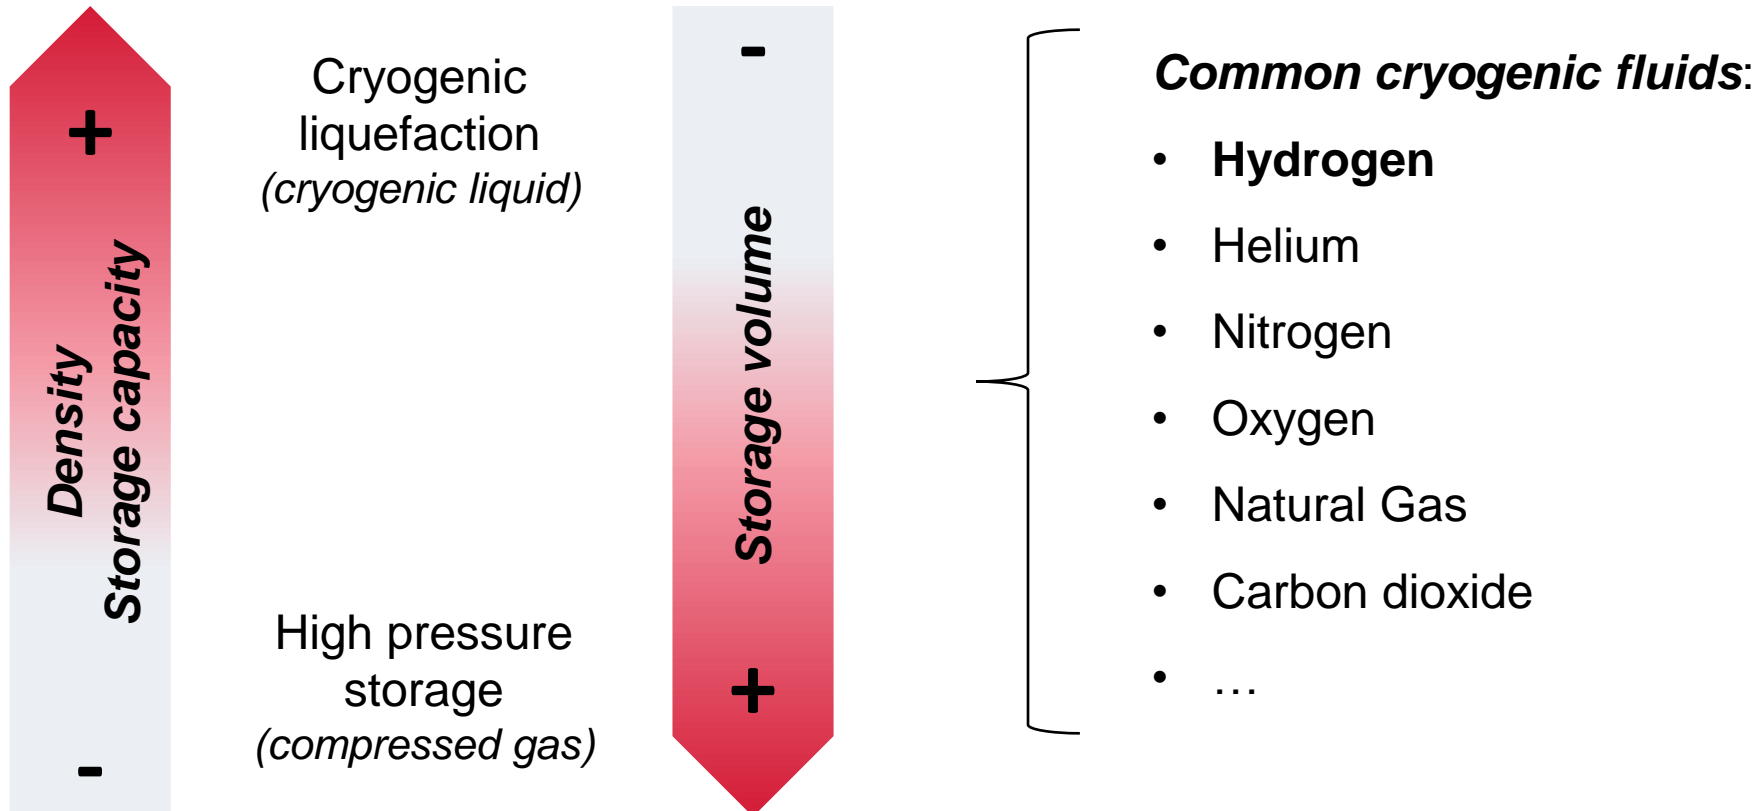 +
Density
Storage capacity
-
Cryogenic
liquefaction
(cryogenic liquid)
High pressure
storage
(compressed gas)
-
Storage volume
+
Common cryogenic fluids:
• Hydrogen
• Helium
• Nitrogen
• Oxygen
• Natural Gas
• Carbon dioxide
• …